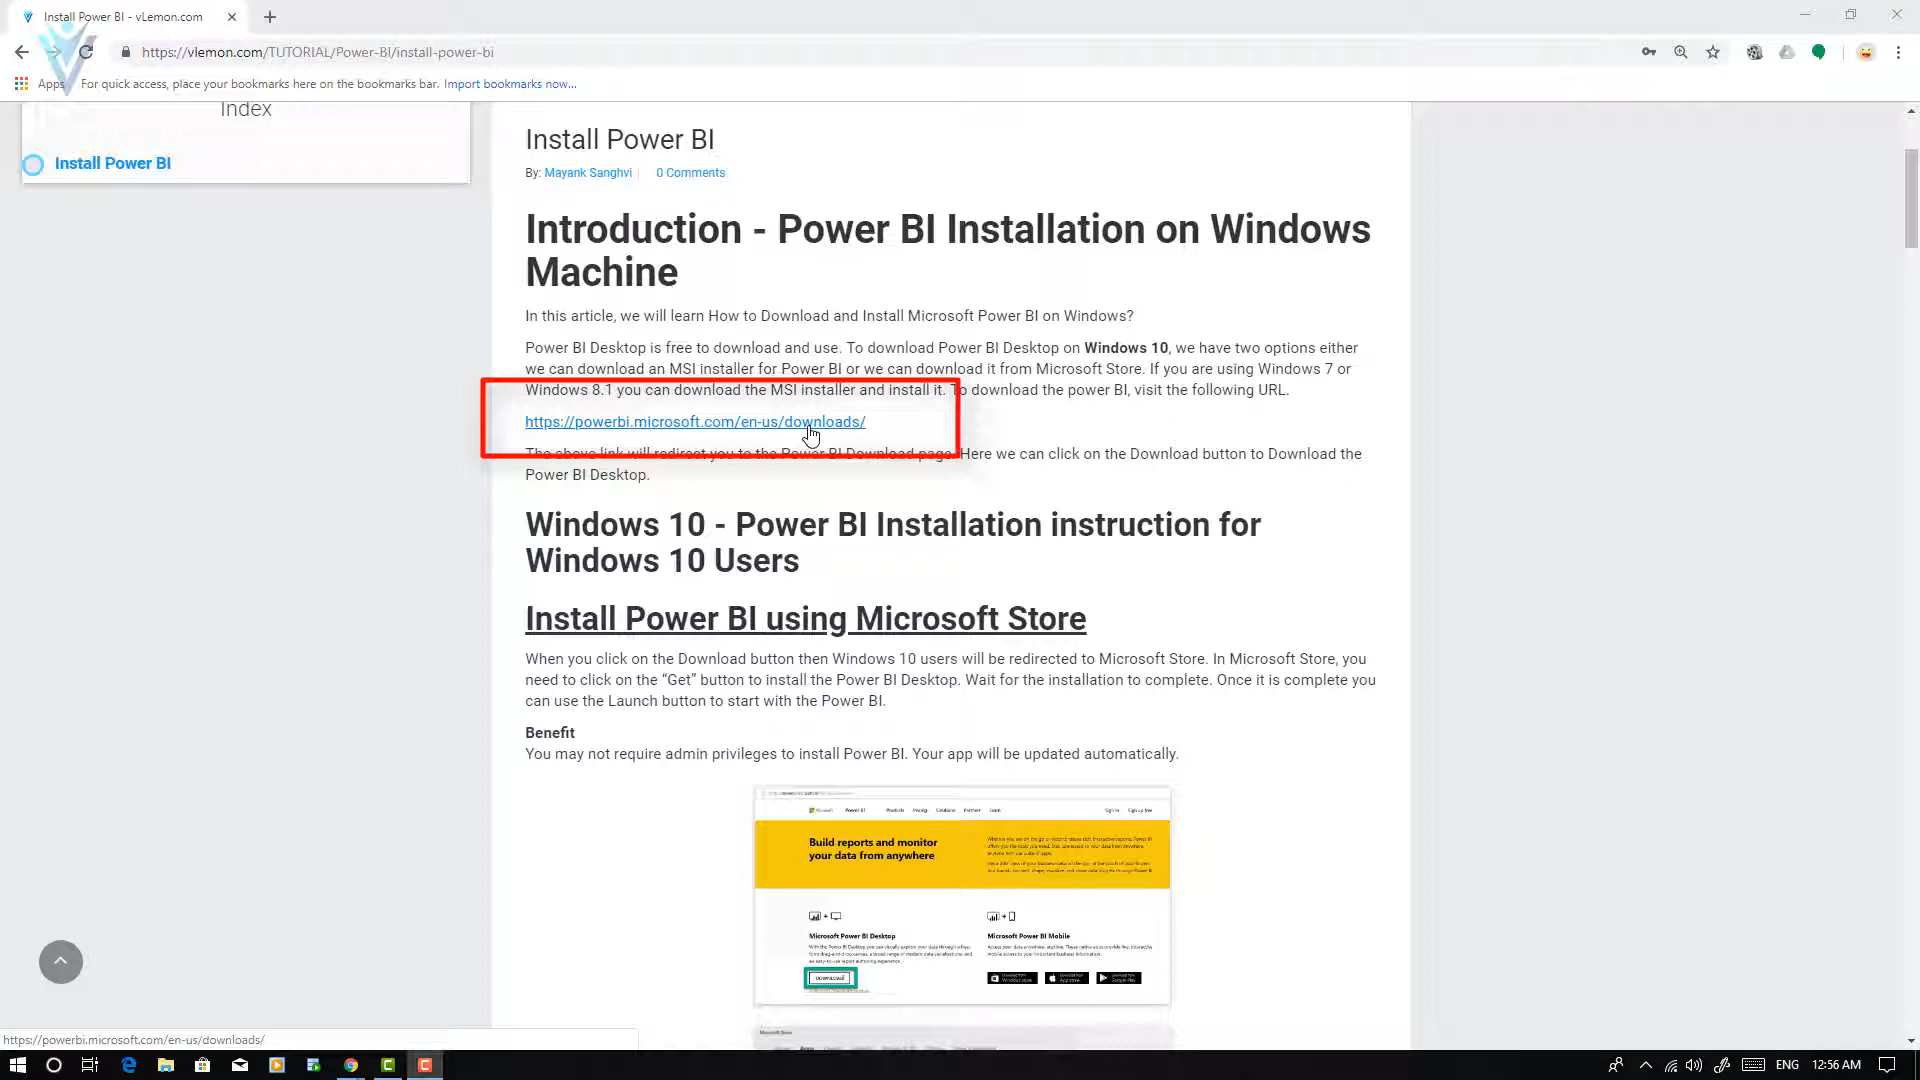 Install Power BI - vLemon.com
https://vlemon.com/TUTORIAL/Power-BI/install-power-bi
Apps
For quick access, place your bookmarks here on the bookmarks bar. Import bookmarks now...
Index
Install Power BI
Install Power BI
By: Mayank Sanghvi | 0 Comments
Introduction - Power BI Installation on Windows
Machine
In this article, we will learn How to Download and Install Microsoft Power BI on Windows?
Power BI Desktop is free to download and use. To download Power BI Desktop on Windows 10, we have two options either
we can download an MSI installer for Power BI or we can download it from Microsoft Store. If you are using Windows 7 or
Windows 8.1 you can download the MSI installer and install it. To download the power BI, visit the following URL.
https://powerbi.microsoft.com/en-us/downloads/
The above link will redirect you to the Power BI Download page. Here we can click on the Download button to Download the
Power BI Desktop.
Windows 10 - Power BI Installation instruction for
Windows 10 Users
Install Power BI using Microsoft Store
When you click on the Download button then Windows 10 users will be redirected to Microsoft Store. In Microsoft Store, you
need to click on the “Get” button to install the Power BI Desktop. Wait for the installation to complete. Once it is complete you
can use the Launch button to start with the Power BI.
Benefit
You may not require admin privileges to install Power BI. Your app will be updated automatically.
Microsoft Power BI Products Pricing Solutions Partners Learn Sign in Sign up free
Build reports and monitor
your data from anywhere
Microsoft Power BI Desktop
Microsoft Power BI Mobile
DOWNLOAD
https://powerbi.microsoft.com/en-us/downloads/
ENG
12:56 AM